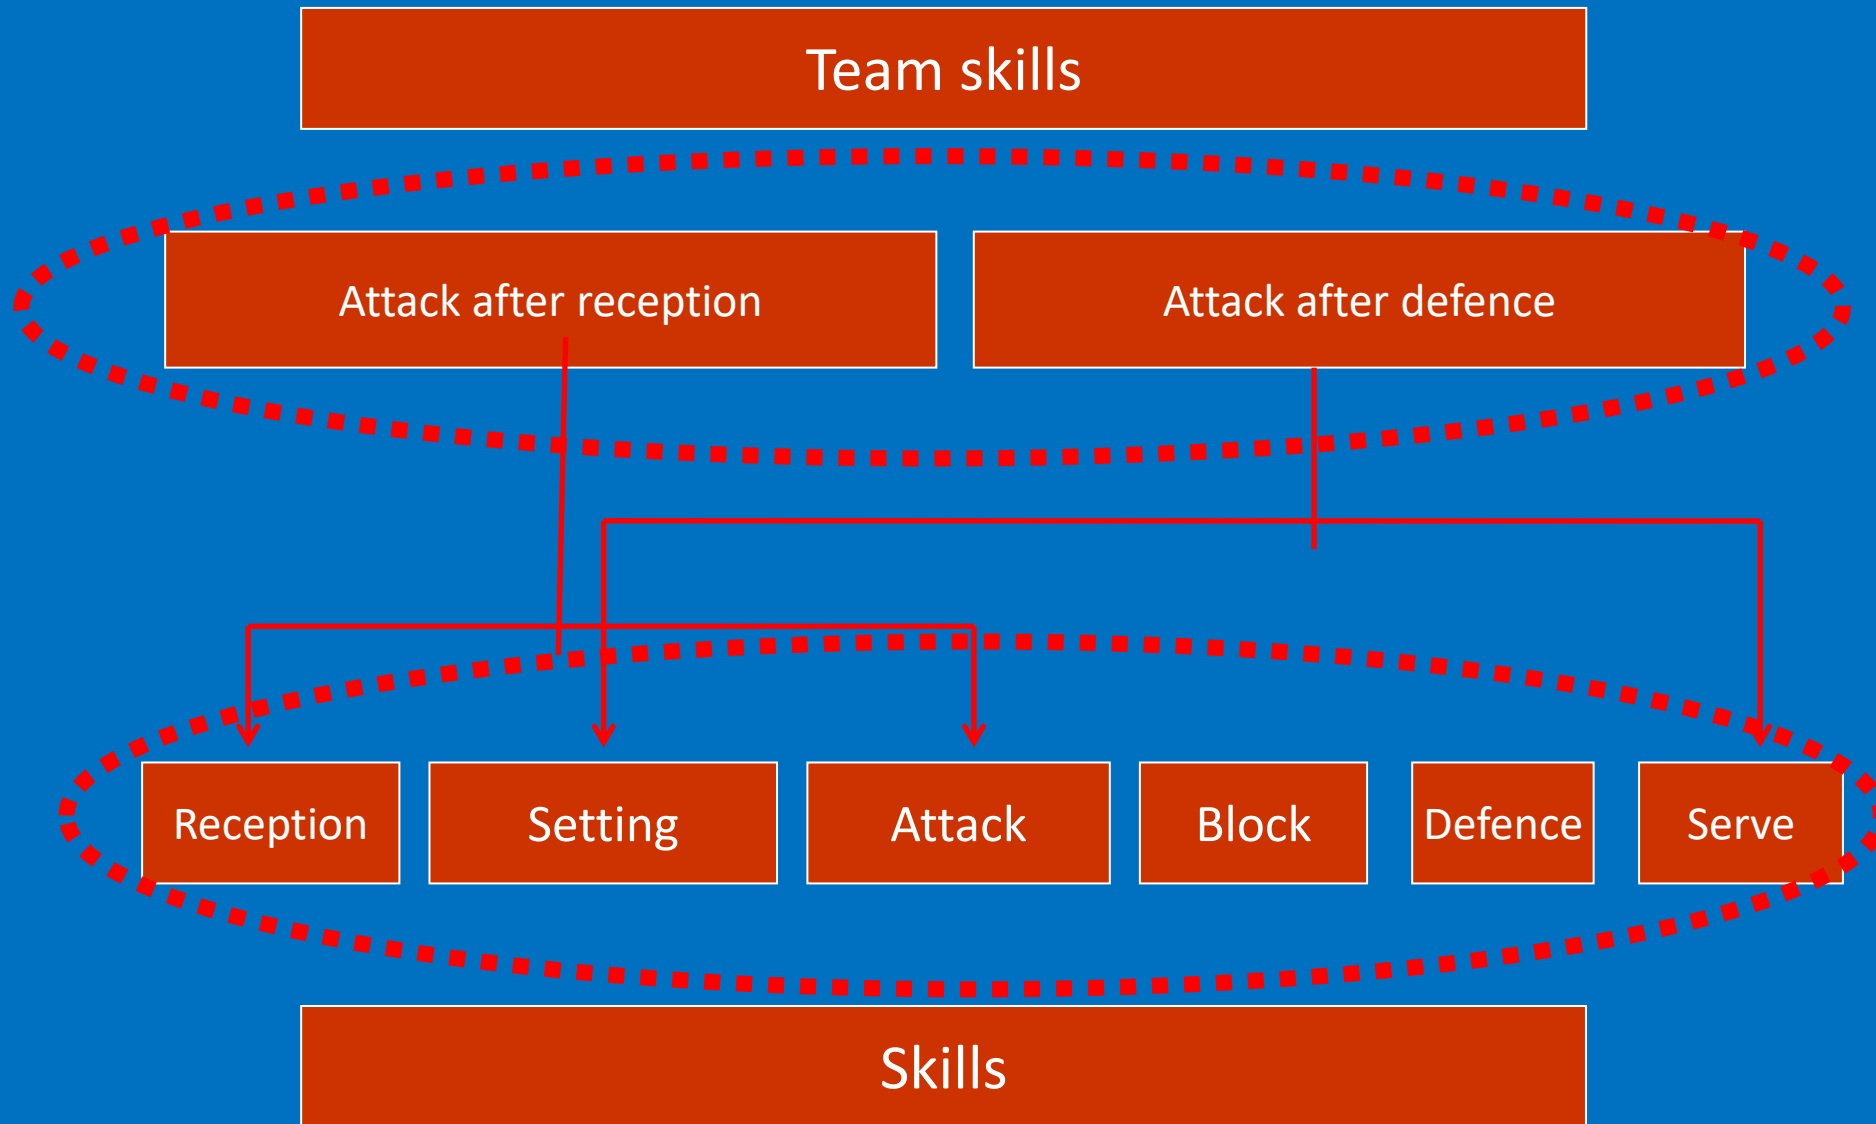 Team skills
Attack after reception
Attack after defence
Reception
Setting
Attack
Block
Defence
Serve
Skills